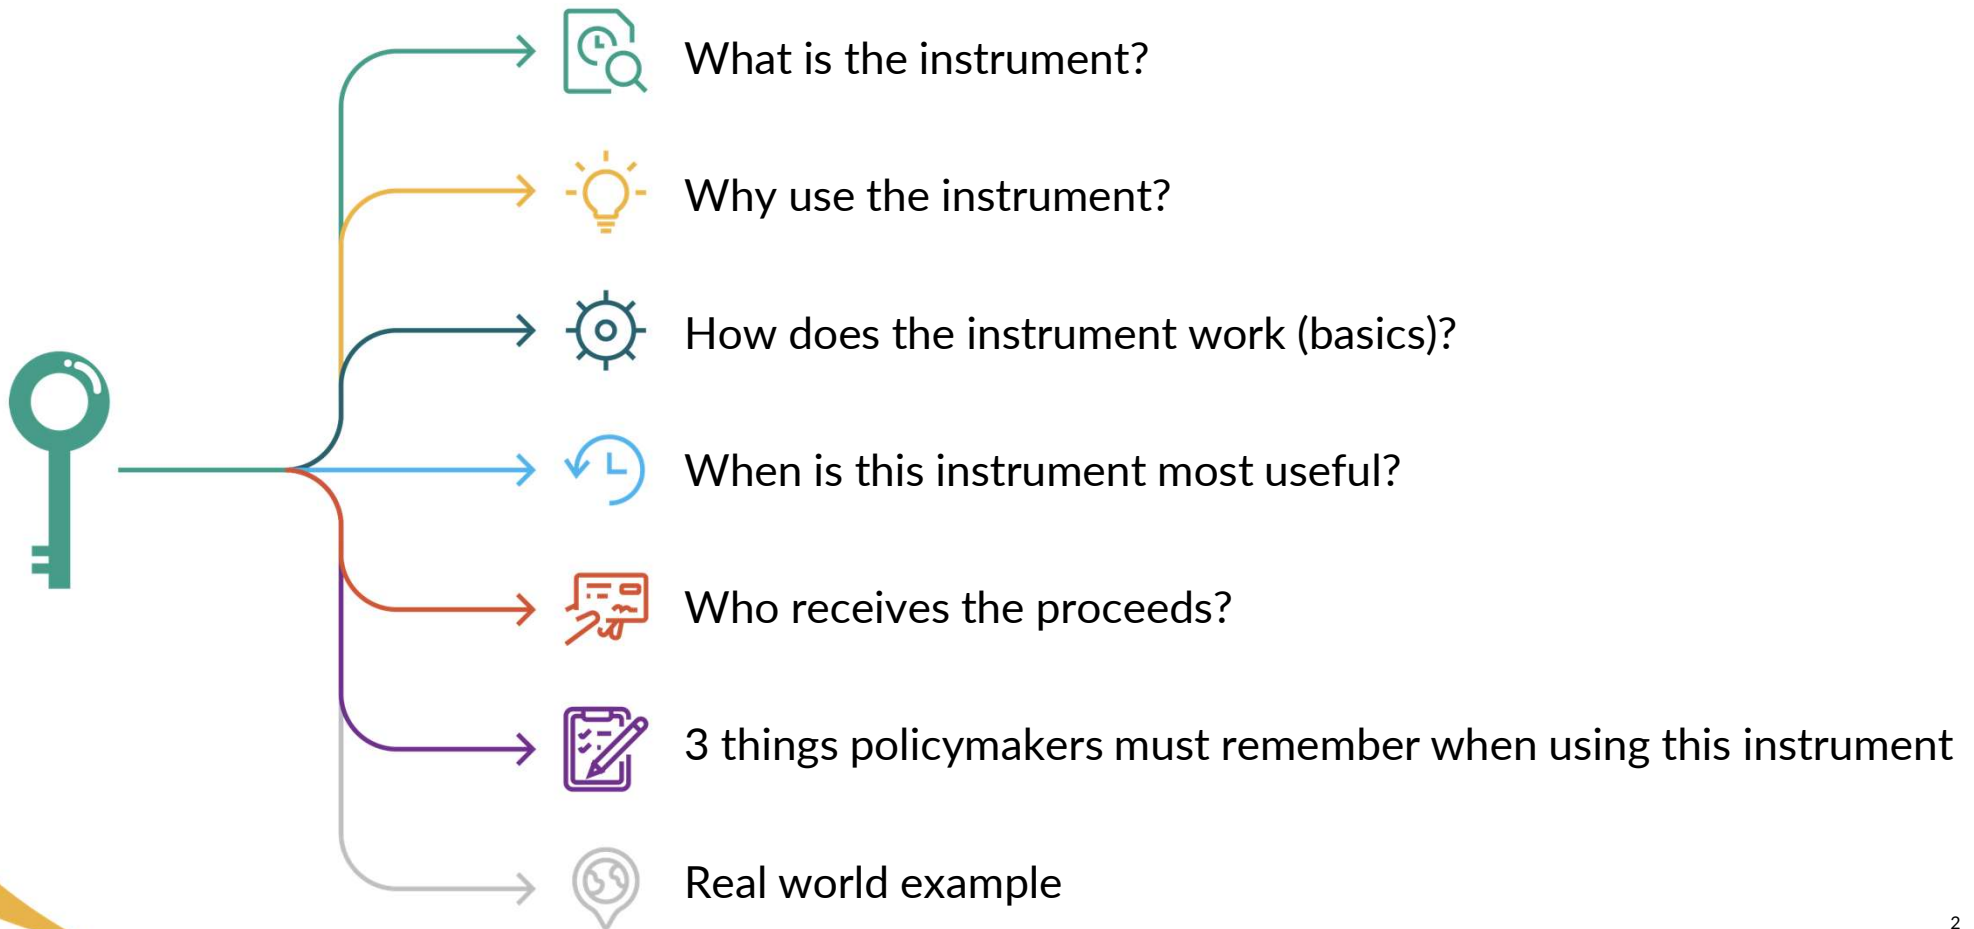 What is the instrument?
Why use the instrument?
How does the instrument work (basics)?
When is this instrument most useful?
Who receives the proceeds?
3 things policymakers must remember when using this instrument
Real world example
2